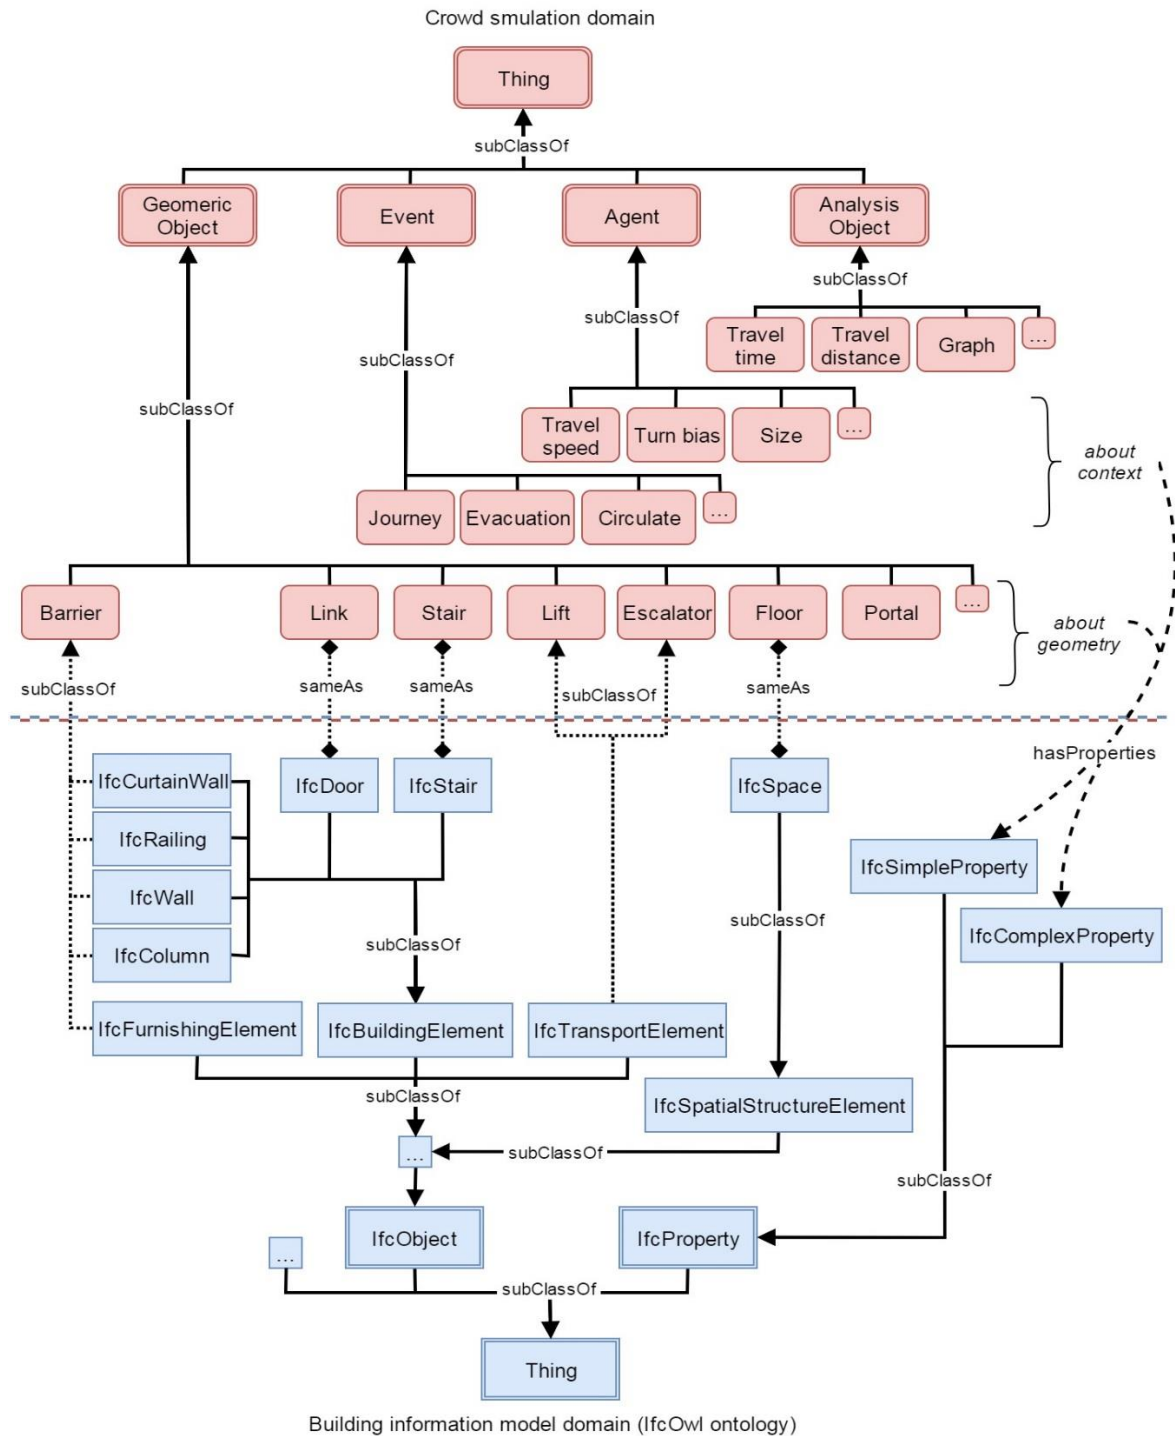 Crowd smulation domain
Thing
subClassOf
Geomeric
Object
Event
Agent
Analysis
Object
subClassOf
subClassOf
Travel
time
Travel
distance
Graph
...
subClassOf
subClassOf
Travel
speed
Turn bias
Size
...
about
context
Journey
Evacuation
Circulate
...
Barrier
Link
Stair
Lift
Escalator
Floor
Portal
...
about
geometry
subClassOf
sameAs
sameAs
subClassOf
sameAs
hasProperties
IfcCurtainWall
IfcDoor
IfcStair
IfcSpace
IfcRailing
IfcSimpleProperty
IfcWall
subClassOf
IfcComplexProperty
IfcColumn
subClassOf
IfcFurnishingElement
IfcBuildingElement
IfcTransportElement
subClassOf
IfcSpatialStructureElement
...
subClassOf
subClassOf
IfcObject
IfcProperty
...
subClassOf
Thing
Building information model domain (IfcOwl ontology)